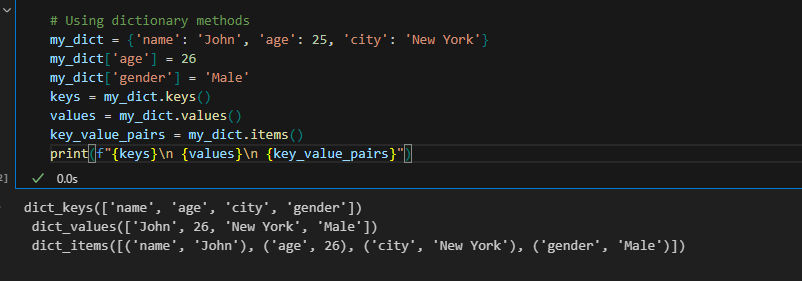 # Using dictionary methods
my_dict = {'name': 'John', 'age': 25, 'city': 'New York'}
my_dict['age'] = 26
my_dict['gender'] = 'Male'
keys = my_dict.keys()
values = my_dict.values()
key_value_pairs = my_dict.items()
print(f"{keys}\n {values}\n {key_value_pairs}")
2] ✓ 0.0s
dict_keys(['name', 'age', 'city', 'gender'])
 dict_values(['John', 26, 'New York', 'Male'])
 dict_items([('name', 'John'), ('age', 26), ('city', 'New York'), ('gender', 'Male')])